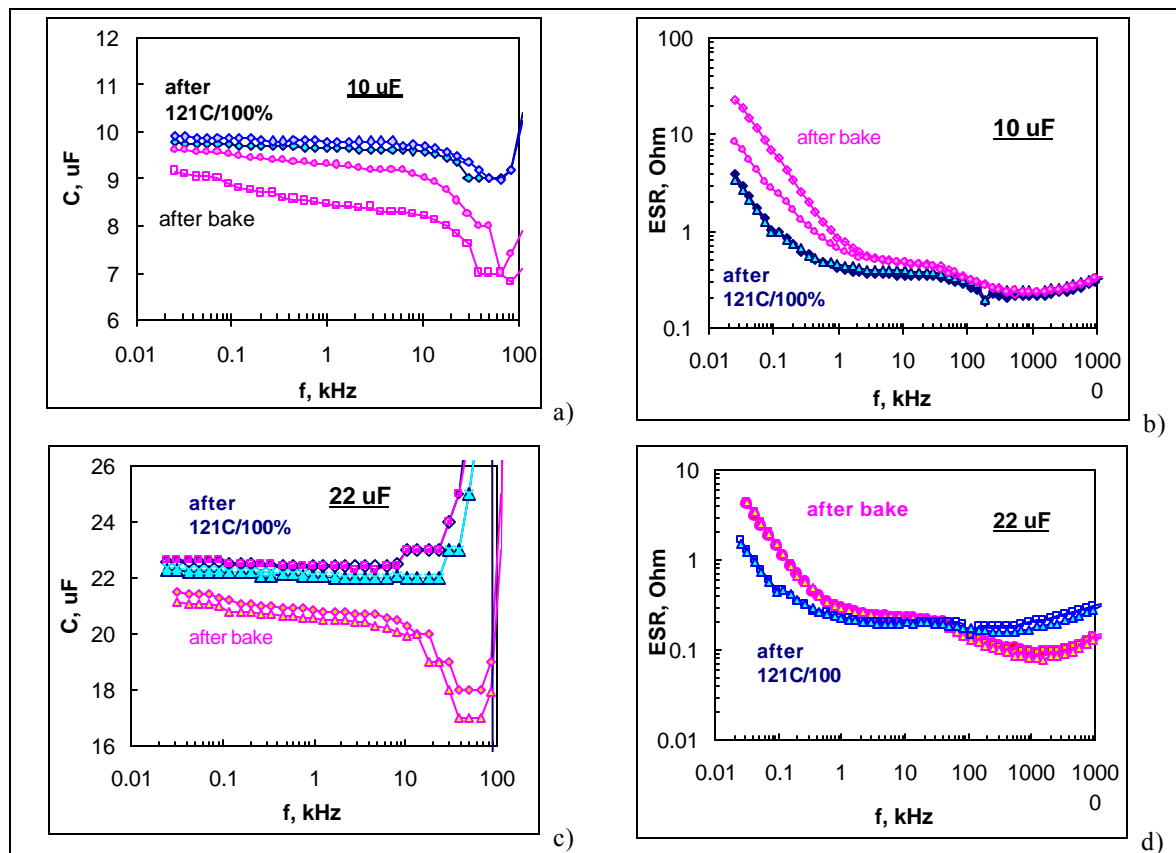 12
11
10
9
8
7
6
C, uF
after
121C/100%
10 uF
after bake
0.01 0.1 1 10 100
f, kHz
a)
100
10
1
0.1
ESR, Ohm
after bake
10 uF
after
121C/100%
0.01 0.1 1 10 100 1000 1000
0
f, kHz
b)
26
24
22
20
18
16
C, uF
after
121C/100%
22 uF
after bake
0.01 0.1 1 10 100
f, kHz
c)
10
1
0.1
0.01
ESR, Ohm
after bake
22 uF
after
121C/100
0.01 0.1 1 10 100 1000 1000
0
f, kHz
d)